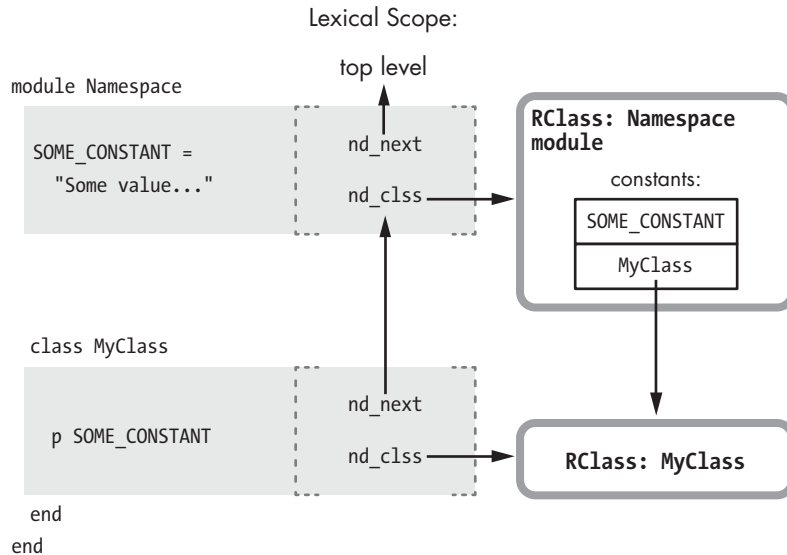 Lexical Scope:
top level
module Namespace
SOME_CONSTANT =
"Some value..."
nd_next
nd_clss
RClass: Namespace
module
constants:
SOME_CONSTANT
MyClass
class MyClass
p SOME_CONSTANT
nd_next
nd_clss
RClass: MyClass
end
end